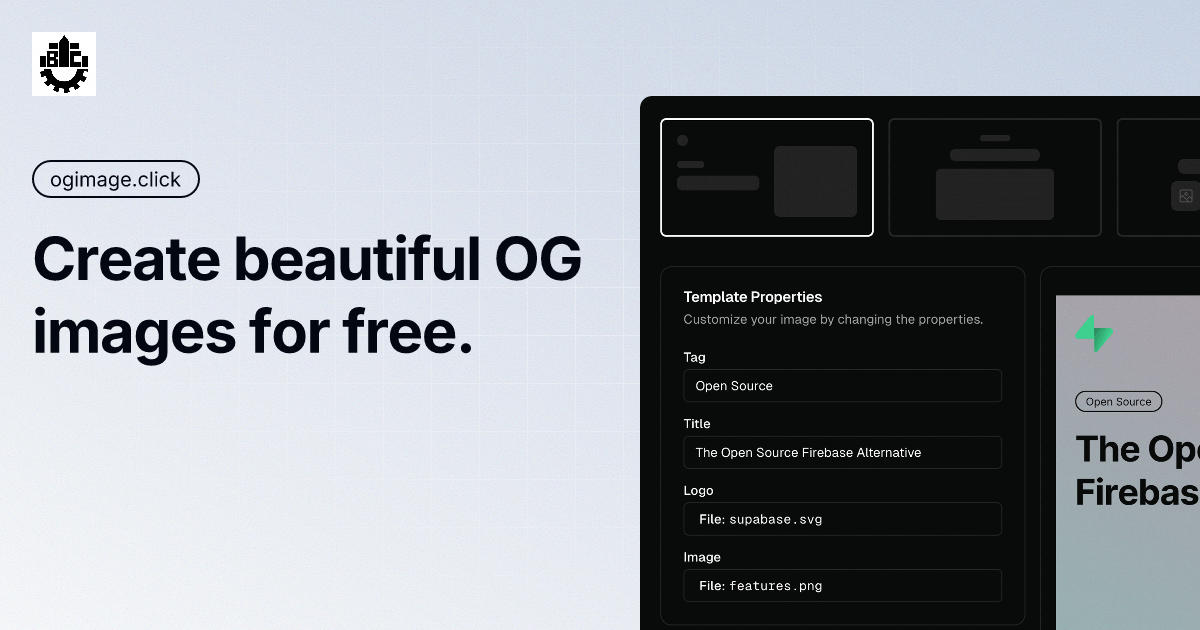 BC
ogimage.click
Create beautiful OG
images for free.
Template Properties
Customize your image by changing the properties.
Tag
Open Source
Title
The Open Source Firebase Alternative
Logo
File: supabase.svg
Image
File: features.png
Open Source
The Ope
Firebas